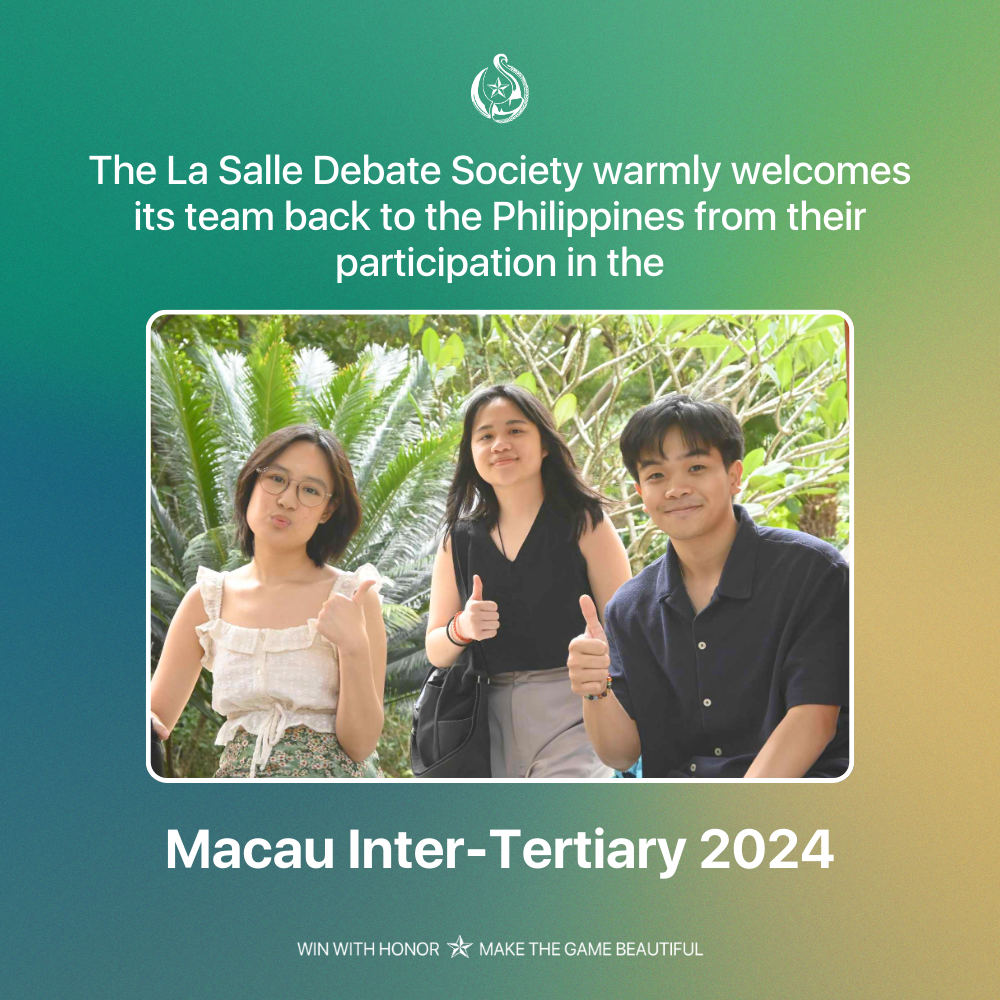 The La Salle Debate Society warmly welcomes
its team back to the Philippines from their
participation in the
Macau Inter-Tertiary 2024
WIN WITH HONOR MAKE THE GAME BEAUTIFUL